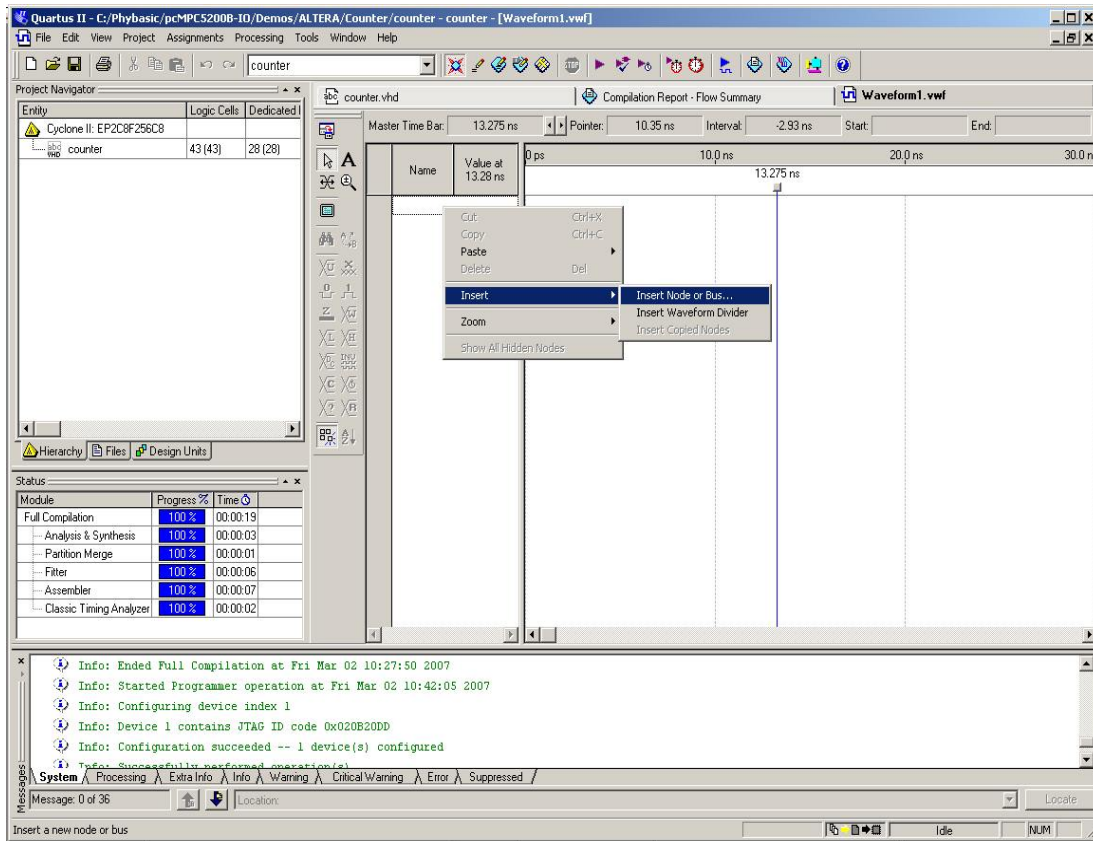 Quartus II - C:/Phybasic/pcMPC5200B-IO/Demos/ALTERA/Counter/counter - counter - [Waveform1.vwf]
File Edit View Project Assignments Processing Tools Window Help
counter
Project Navigator
Entity Logic Cells Dedicated l
Cyclone II: EP2C8F256C8
counter 43 (43) 28 (28)
Hierarchy Files Design Units
Status
Module Progress % Time
Full Compilation 100 % 00:00:19
Analysis & Synthesis 100 % 00:00:03
Partition Merge 100 % 00:00:01
Fitter 100 % 00:00:06
Assembler 100 % 00:00:07
Classic Timing Analyzer 100 % 00:00:02
counter.vhd Compilation Report - Flow Summary Waveform1.vwf
Master Time Bar: 13.275 ns Pointer: 10.35 ns Interval: -2.93 ns Start: End:
Name Value at 13.28 ns
0 ps 10.0 ns 20.0 ns 30.0 n
13.275 ns
Cut Ctrl+X
Copy Ctrl+C
Paste
Delete Del
Insert
Zoom
Show All Hidden Nodes
Insert Node or Bus...
Insert Waveform Divider
Insert Copied Nodes
Info: Ended Full Compilation at Fri Mar 02 10:27:50 2007
Info: Started Programmer operation at Fri Mar 02 10:42:05 2007
Info: Configuring device index 1
Info: Device 1 contains JTAG ID code 0x020B20DD
Info: Configuration succeeded -- 1 device(s) configured
Info: Successfully performed operation(s)
System Processing Extra Info Info Warning Critical Warning Error Suppressed
Messages
Message: 0 of 36 Location: Locate
Insert a new node or bus Idle NUM